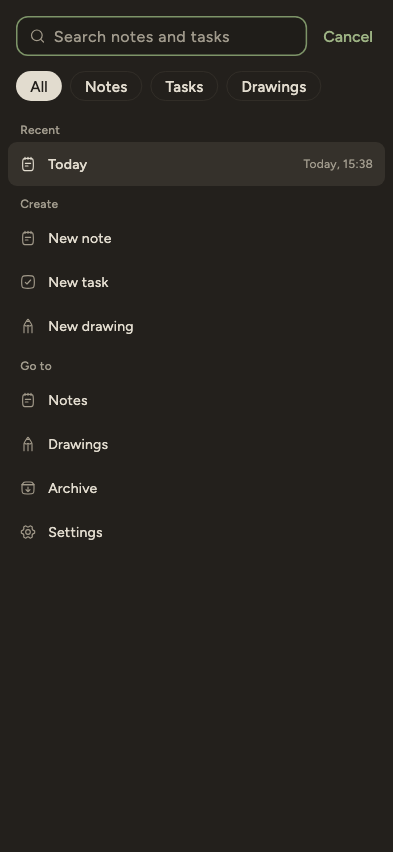 Search notes and tasks
Cancel
All
Notes
Tasks
Drawings
Recent
Today
Today, 15:38
Create
New note
New task
New drawing
Go to
Notes
Drawings
Archive
Settings